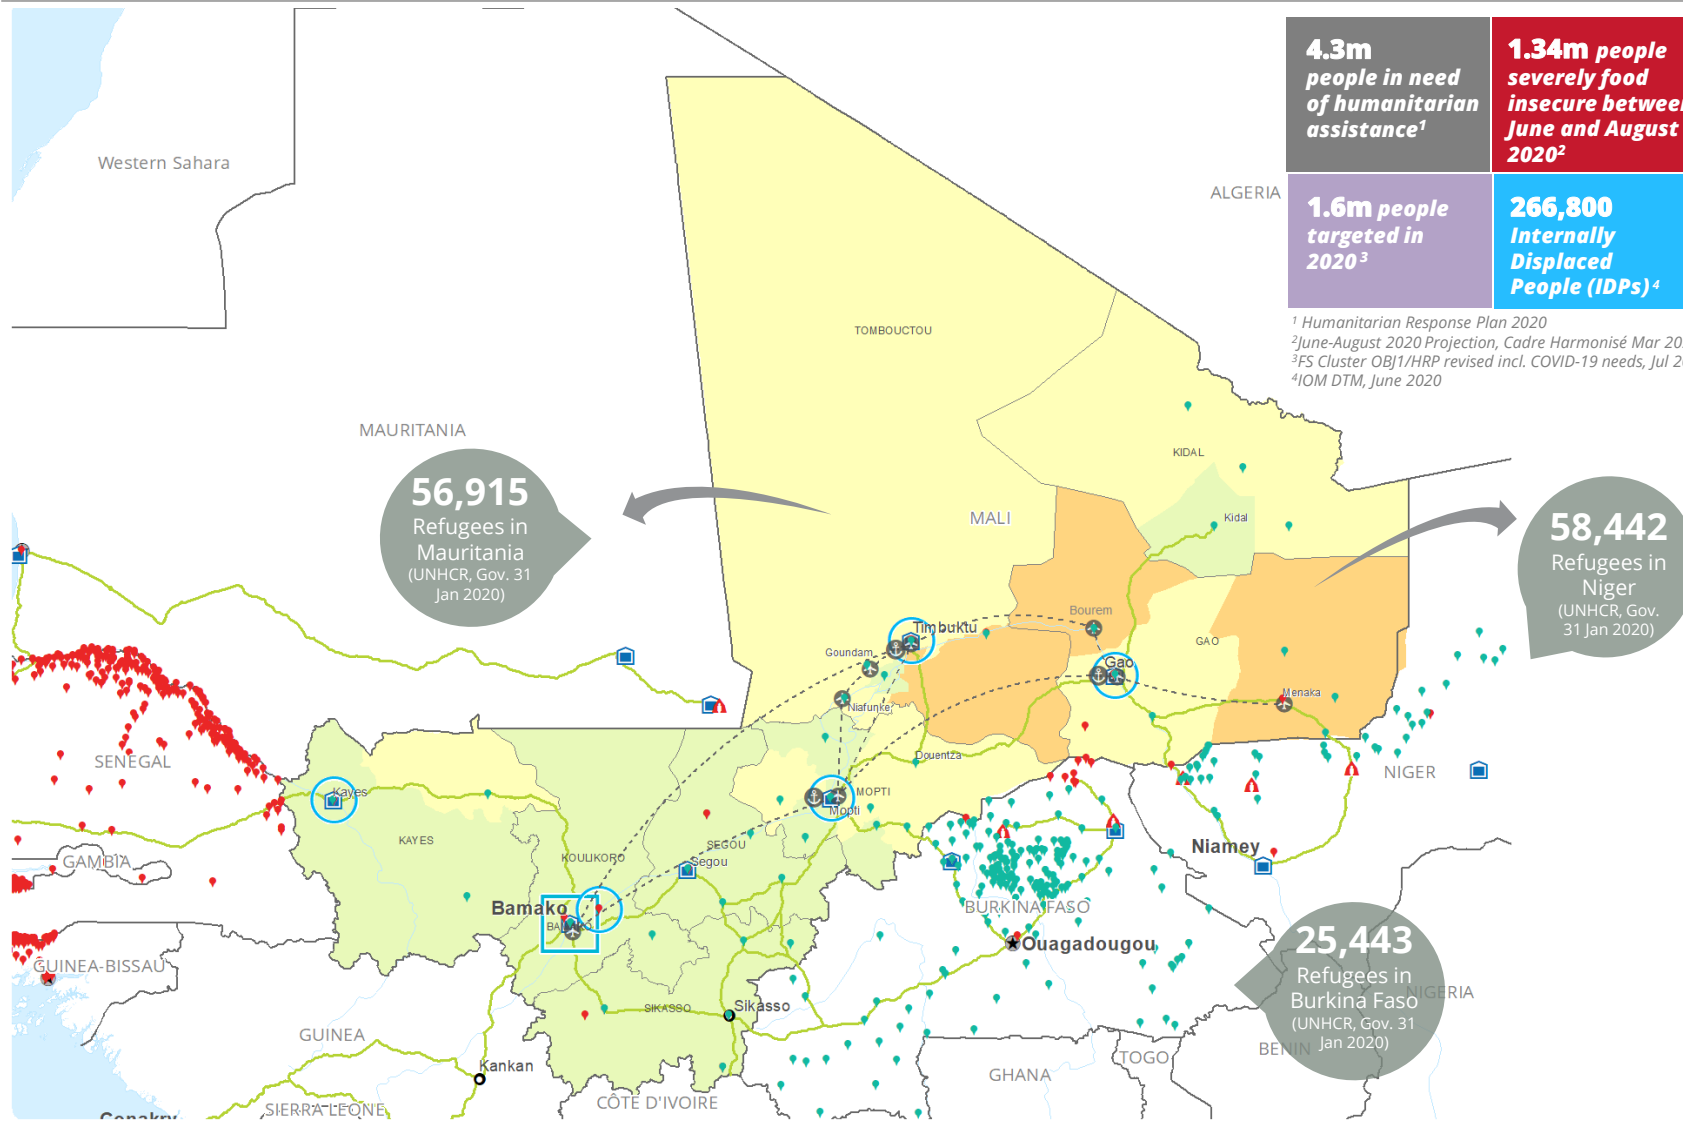 4.3m
people in need
of humanitarian
assistance¹
1.34m people
severely food
insecure between
June and August
2020²
1.6m people
targeted in
2020 ³
266,800
Internally
Displaced
People (IDPs) ⁴
¹ Humanitarian Response Plan 2020
²June-August 2020 Projection, Cadre Harmonisé Mar 20
³FS Cluster OBJ1/HRP revised incl. COVID-19 needs, Jul 2
⁴IOM DTM, June 2020
Western Sahara
ALGERIA
TOMBOUCTOU
MAURITANIA
KIDAL
56,915
Refugees in
Mauritania
(UNHCR, Gov. 31
Jan 2020)
MALI
Kidal
58,442
Refugees in
Niger
(UNHCR, Gov.
31 Jan 2020)
Bourem
Timbuktu
GAO
Goundam
Gao
Menaka
Niafunke
Douentza
SENEGAL
NIGER
Kayes
MOPTI
Mopti
KAYES
SEGOU
Niamey
KOULIKORO
Segou
GAMBIA
Bamako
BURKINA FASO
BAMAKO
Ouagadougou
25,443
Refugees in
Burkina Faso
(UNHCR, Gov. 31
Jan 2020)
GUINEA-BISSAU
NIGERIA
SIKASSO
Sikasso
GUINEA
BENIN
TOGO
Kankan
GHANA
CÔTE D'IVOIRE
SIERRA LEONE
Conakry